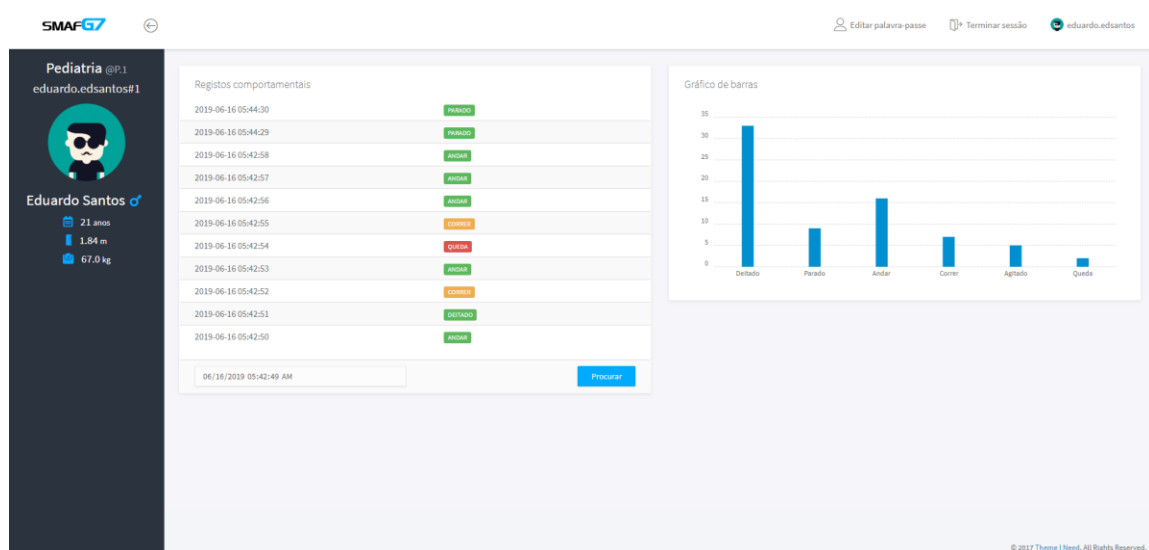 SMAFG7
Editar palavra-passe
Terminar sessão
eduardo.edsantos
Pediatria @P.1
eduardo.edsantos#1
Eduardo Santos
21 anos
1.84 m
67.0 kg
Registos comportamentais
2019-06-16 05:44:30 PARADO
2019-06-16 05:44:29 PARADO
2019-06-16 05:42:58 ANDAR
2019-06-16 05:42:57 ANDAR
2019-06-16 05:42:56 ANDAR
2019-06-16 05:42:55 CORRER
2019-06-16 05:42:54 QUEDA
2019-06-16 05:42:53 ANDAR
2019-06-16 05:42:52 CORRER
2019-06-16 05:42:51 DEITADO
2019-06-16 05:42:50 ANDAR
06/16/2019 05:42:49 AM
Procurar
Gráfico de barras
35
30
25
20
15
10
5
0
Deitado Parado Andar Correr Agitado Queda
© 2017 Theme I Need, All Rights Reserved.